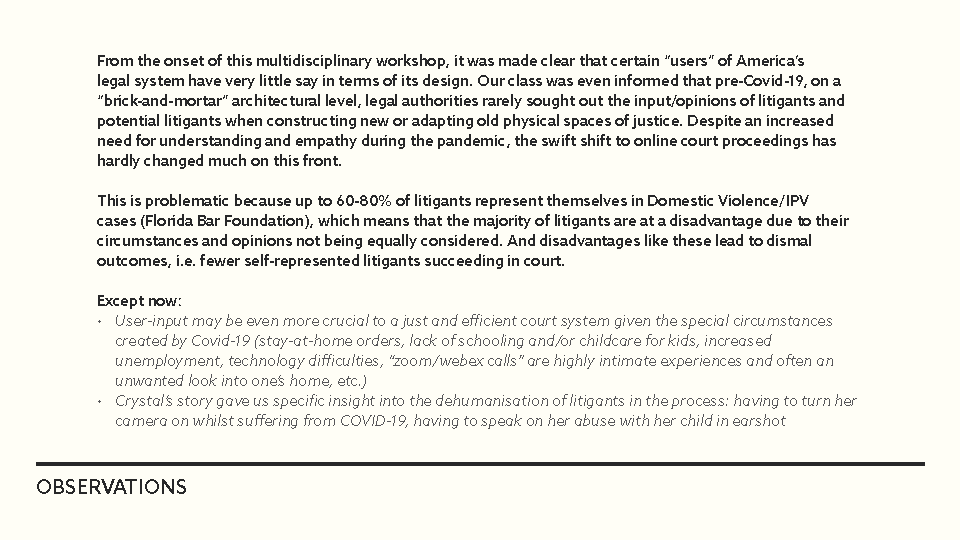 From the onset of this multidisciplinary workshop, it was made clear that certain “users” of America’s
legal system have very little say in terms of its design. Our class was even informed that pre-Covid-19, on a
“brick-and-mortar” architectural level, legal authorities rarely sought out the input/opinions of litigants and
potential litigants when constructing new or adapting old physical spaces of justice. Despite an increased
need for understanding and empathy during the pandemic, the swift shift to online court proceedings has
hardly changed much on this front.
This is problematic because up to 60-80% of litigants represent themselves in Domestic Violence/IPV
cases (Florida Bar Foundation), which means that the majority of litigants are at a disadvantage due to their
circumstances and opinions not being equally considered. And disadvantages like these lead to dismal
outcomes, i.e. fewer self-represented litigants succeeding in court.
Except now:
• User-input may be even more crucial to a just and efficient court system given the special circumstances
created by Covid-19 (stay-at-home orders, lack of schooling and/or childcare for kids, increased
unemployment, technology difficulties, “zoom/webex calls” are highly intimate experiences and often an
unwanted look into one’s home, etc.)
• Crystal’s story gave us specific insight into the dehumanisation of litigants in the process: having to turn her
camera on whilst suffering from COVID-19, having to speak on her abuse with her child in earshot
OBSERVATIONS